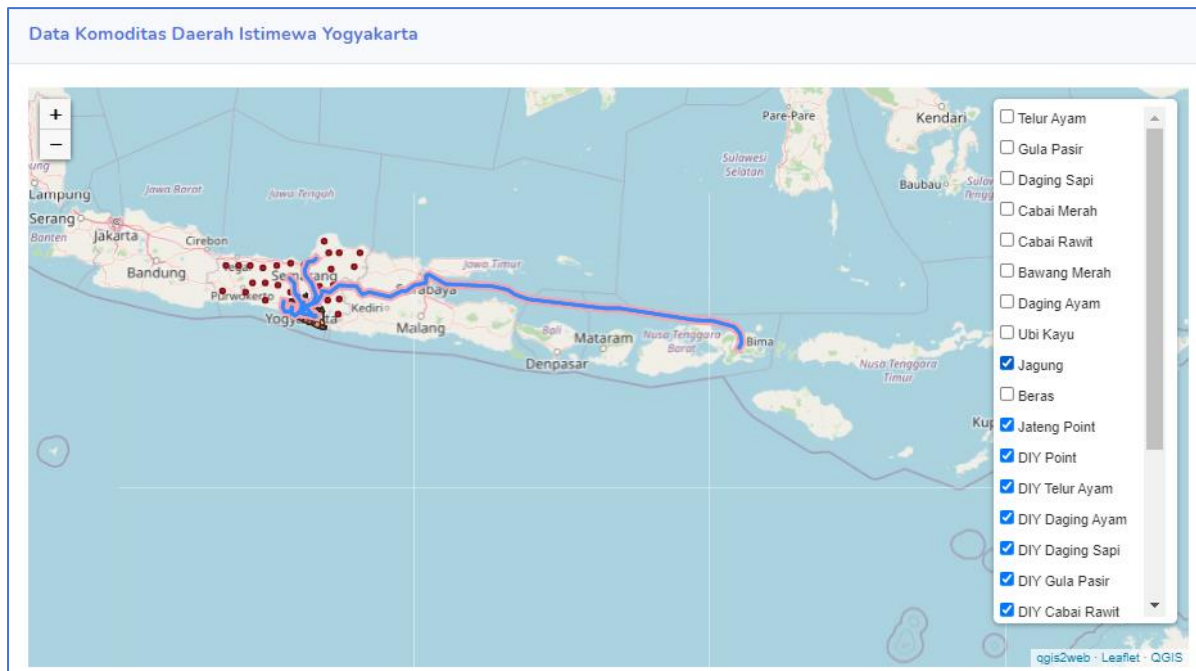 Data Komoditas Daerah Istimewa Yogyakarta
+
−
Pare-Pare
Kendari
Sulawesi
Selatan
Baubau
Lampung
Jawa Barat
Jawa Tengah
Serang
Banten
Jakarta
Cirebon
Bandung
Semarang
Jawa Timur
Purwokerto
Surabaya
Kediri
Yogyakarta
Malang
Bali
Mataram
Denpasar
Nusa Tenggara
Barat
Bima
Nusa Tenggara
Timur
Telur Ayam
Gula Pasir
Daging Sapi
Cabai Merah
Cabai Rawit
Bawang Merah
Daging Ayam
Ubi Kayu
Jagung
Beras
Jateng Point
DIY Point
DIY Telur Ayam
DIY Daging Ayam
DIY Daging Sapi
DIY Gula Pasir
DIY Cabai Rawit
qgis2web · Leaflet · QGIS